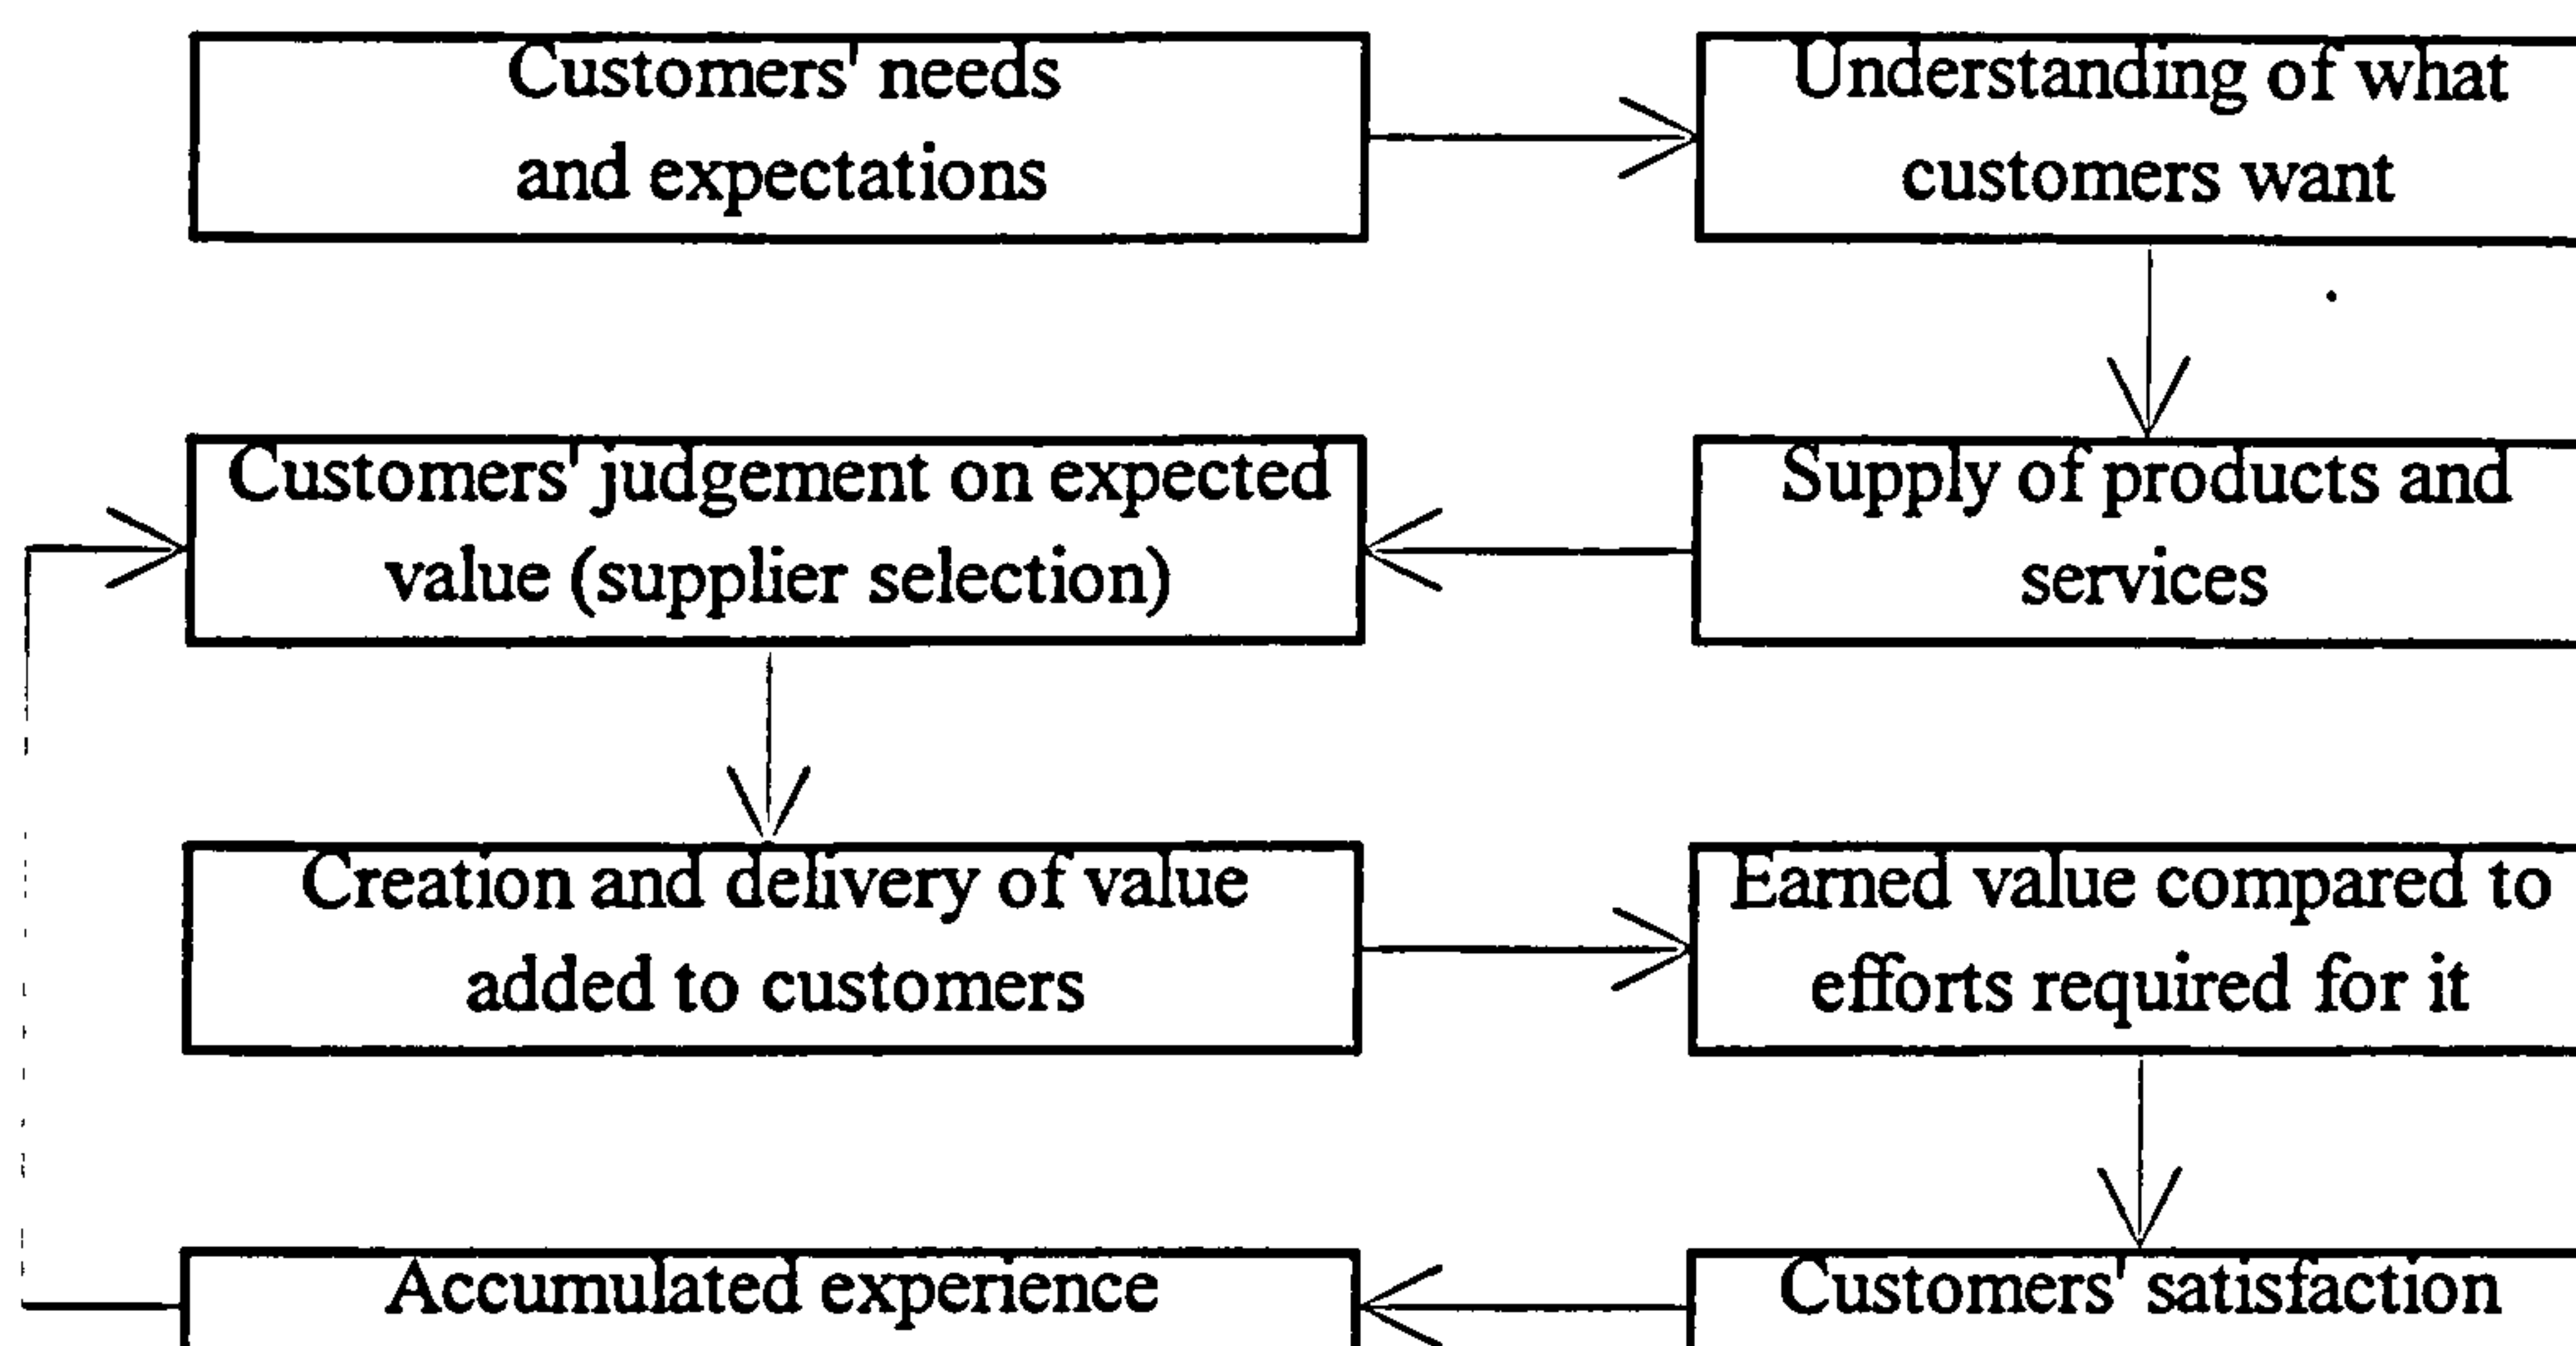 Customers' needs
and expectations
Understanding of what
customers want
Customers' judgement on expected
value (supplier selection)
Supply of products and
services
Creation and delivery of value
added to customers
Earned value compared to
efforts required for it
Accumulated experience
Customers' satisfaction